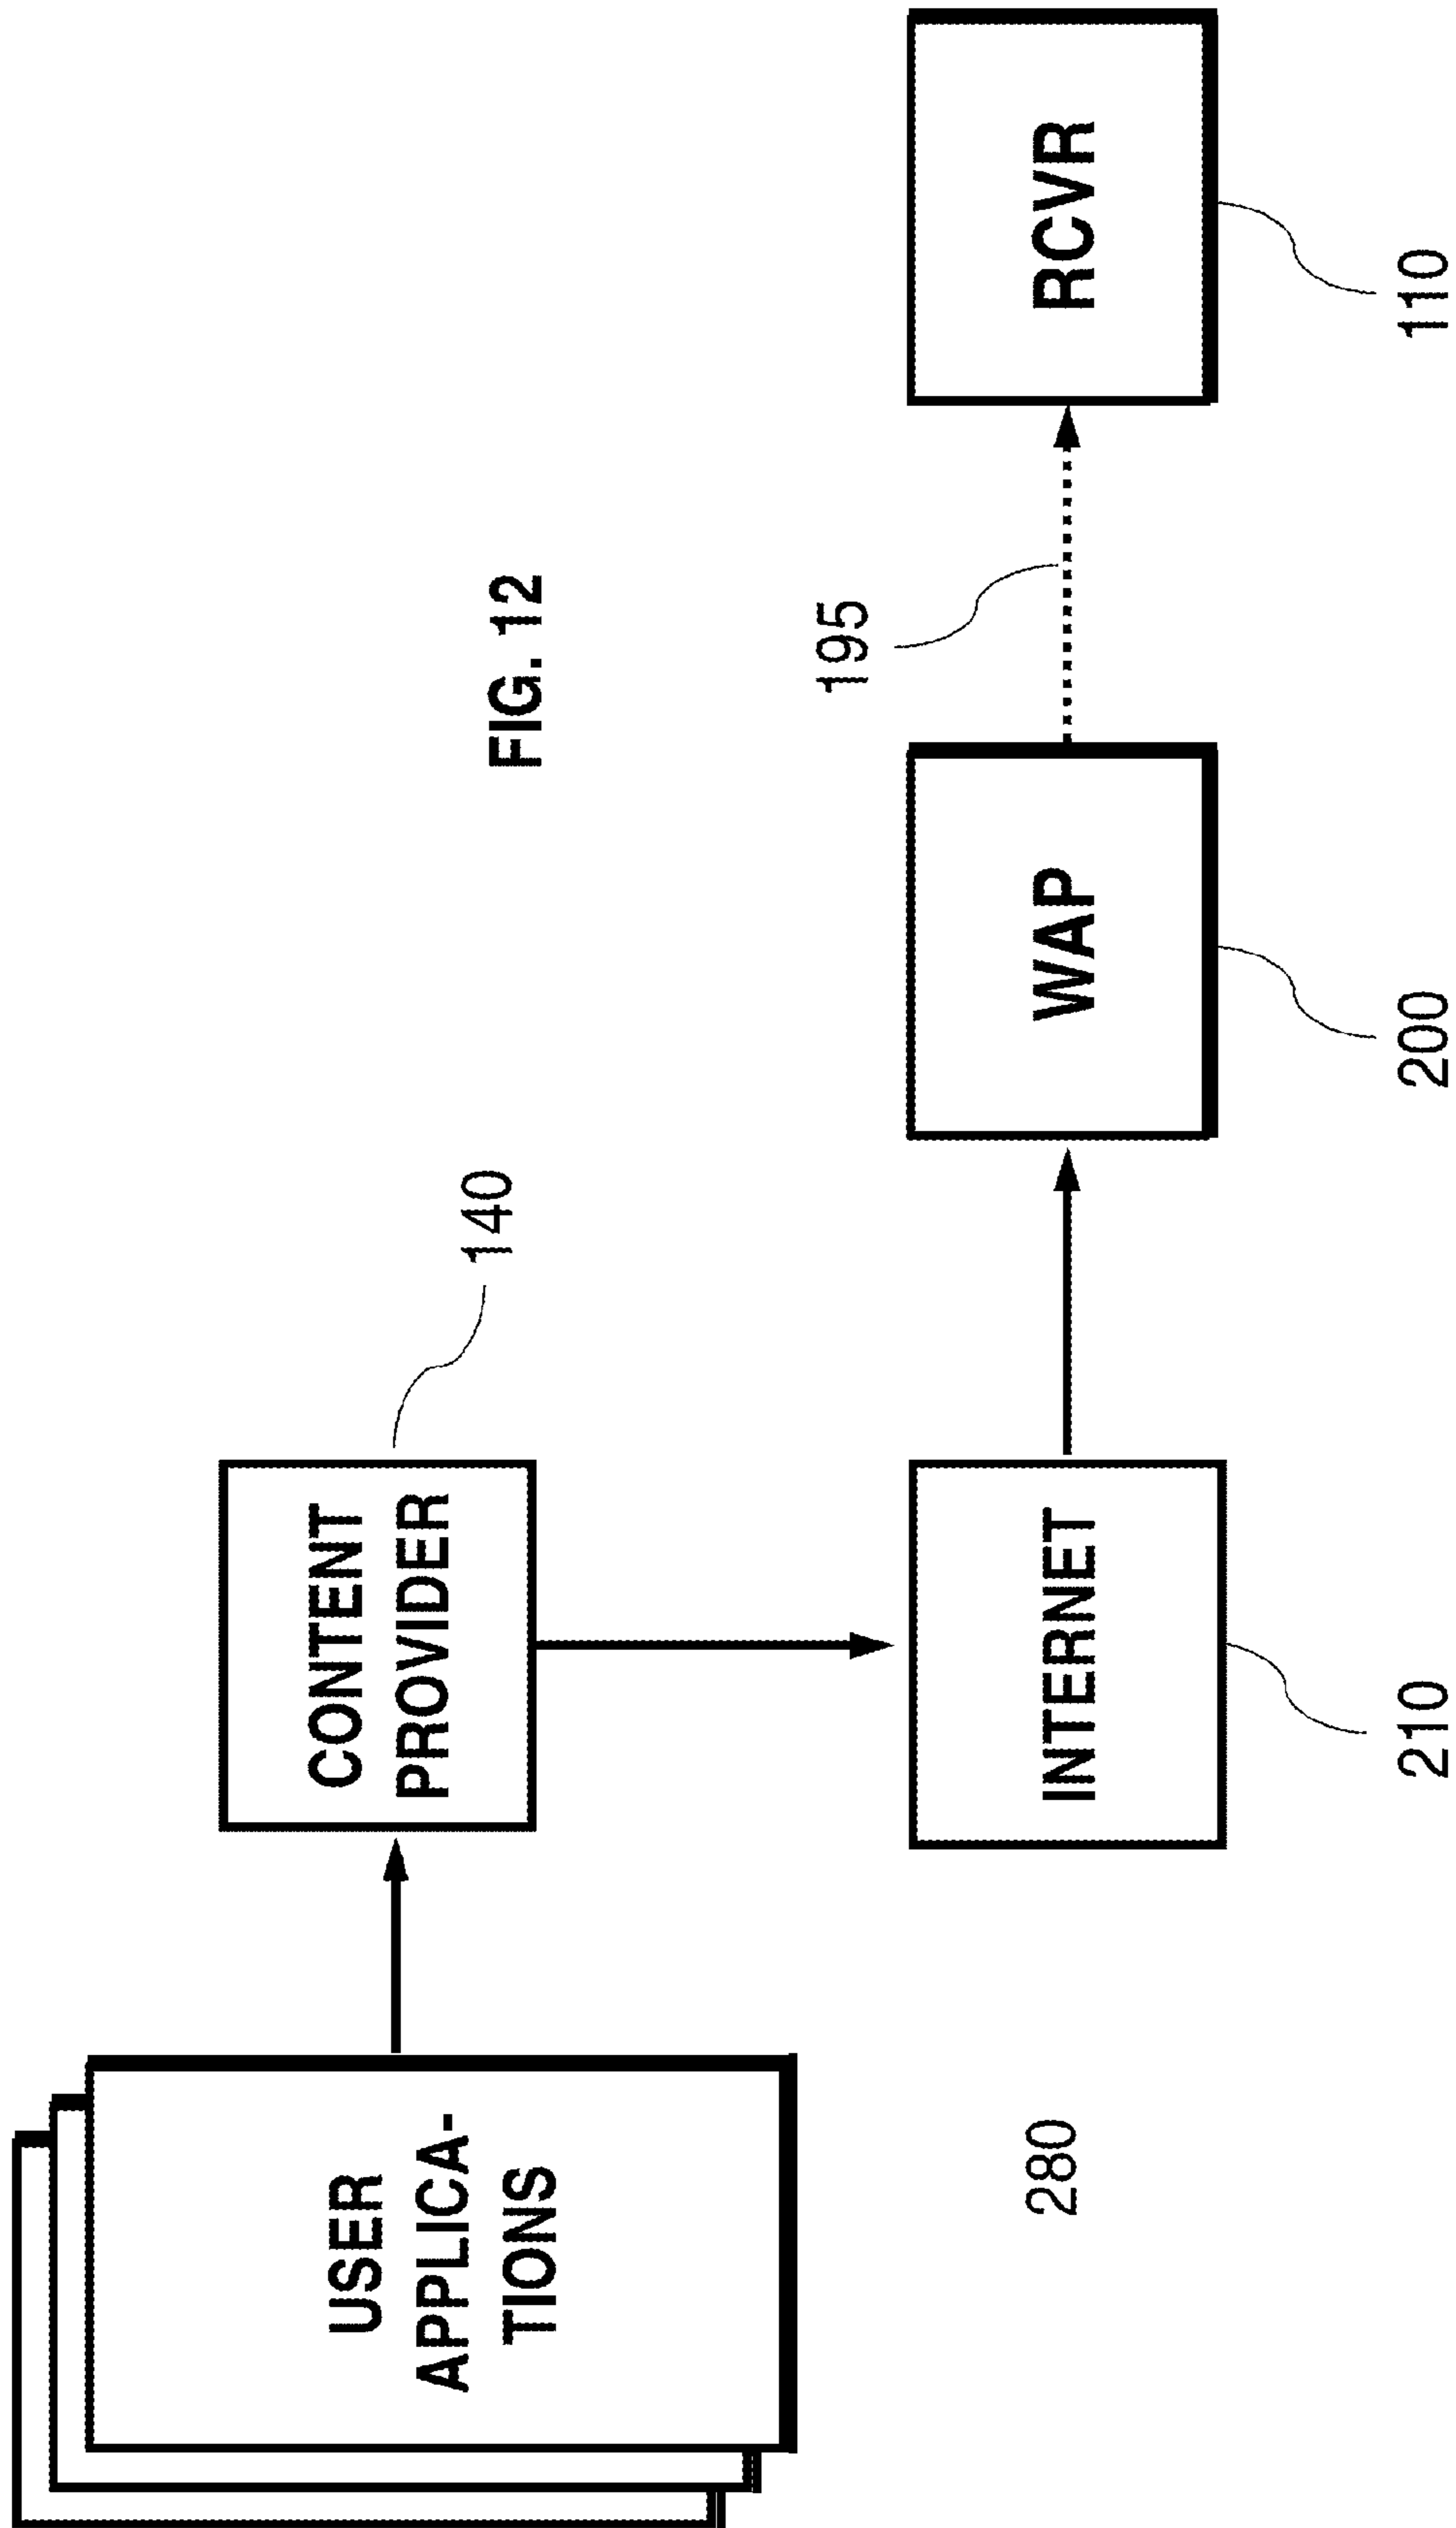 FIG. 12
USER
APPLICA-
TIONS
280
CONTENT
PROVIDER
140
INTERNET
210
WAP
200
195
RCVR
110